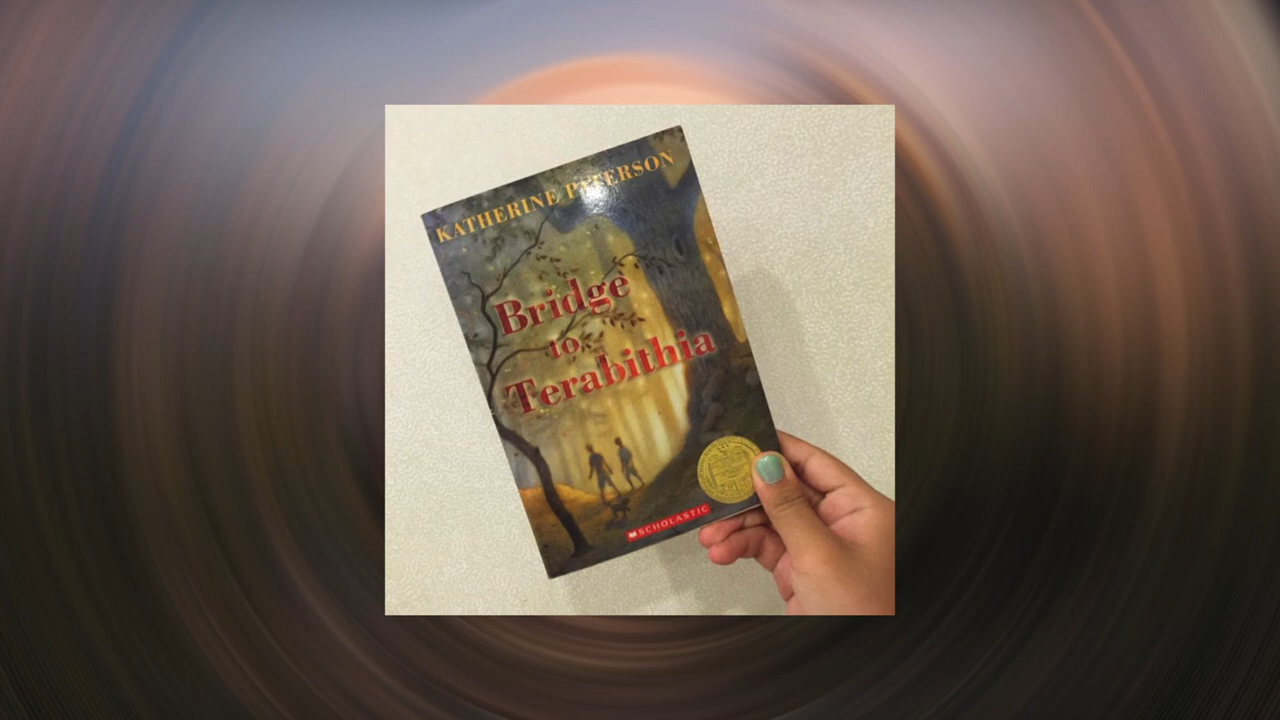 KATHERINE PATERSON
Bridge
to
Terabithia
SCHOLASTIC